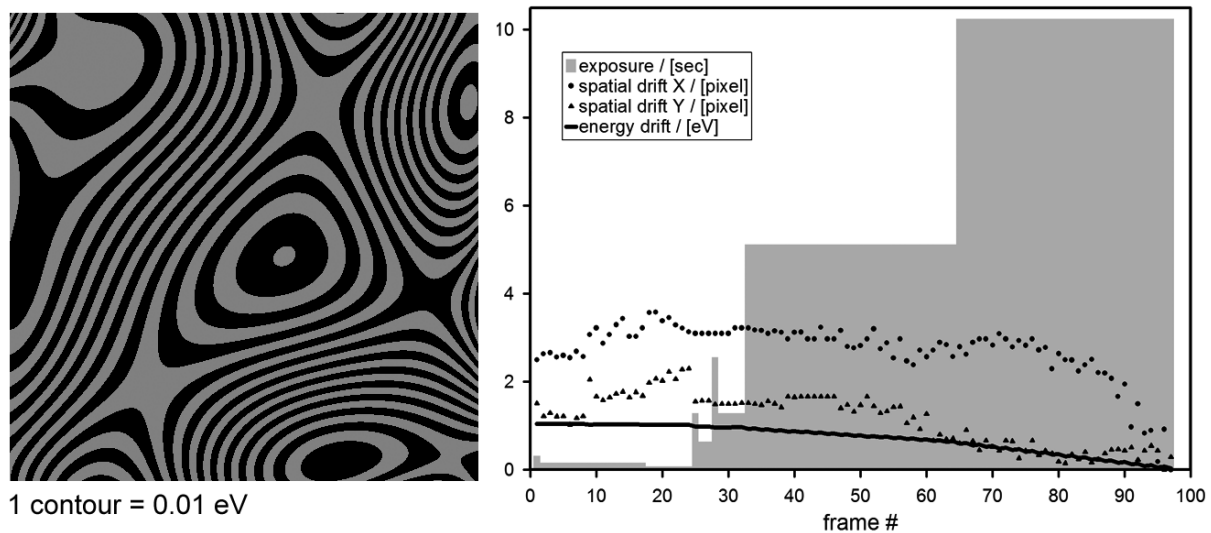 1 contour = 0.01 eV
10
8
6
4
2
0
exposure / [sec]
spatial drift X / [pixel]
spatial drift Y / [pixel]
energy drift / [eV]
0 10 20 30 40 50 60 70 80 90 100
frame #